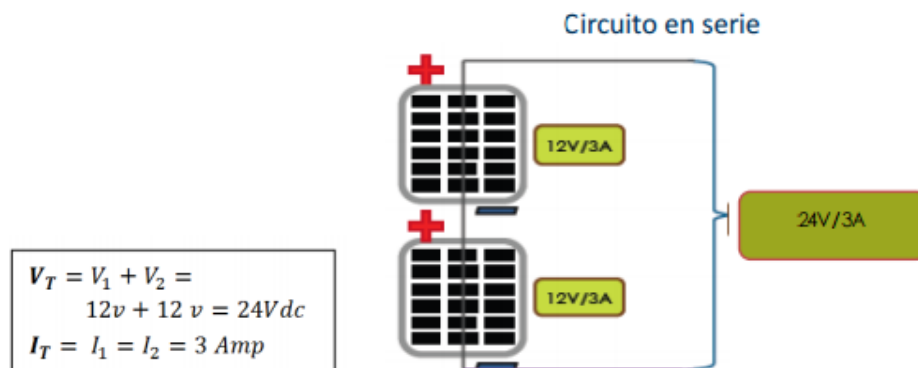 Circuito en serie
12V/3A
24V/3A
12V/3A
V_T = V_1 + V_2 =
12v + 12 v = 24Vdc
I_T = I_1 = I_2 = 3 Amp